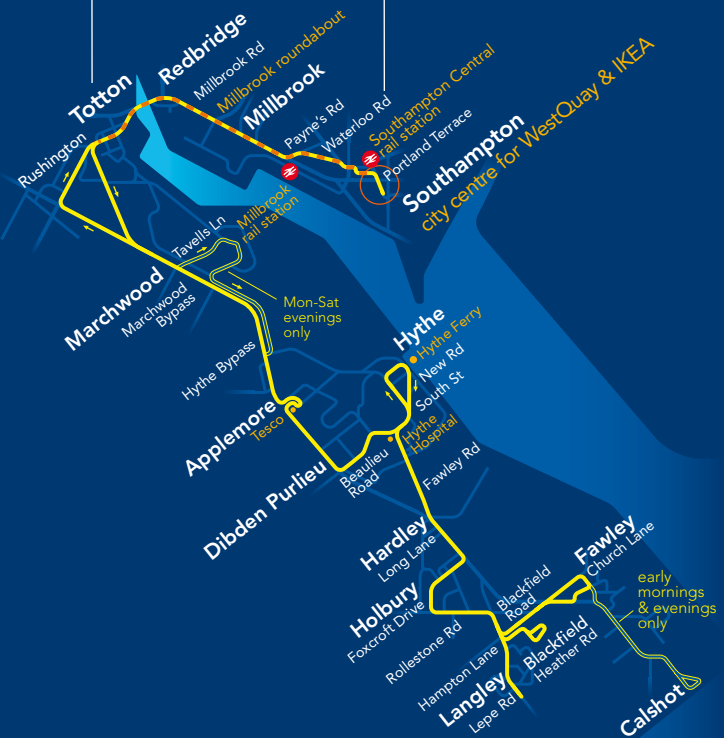 Totton
Redbridge
Millbrook Rd
Millbrook roundabout
Millbrook
Payne's Rd
Waterloo Rd
Southampton Central
rail station
Portland Terrace
Southampton
city centre for WestQuay & IKEA
Rushington
Millbrook
rail station
Tavells Ln
Marchwood
Marchwood
Bypass
Mon-Sat
evenings
only
Hythe Bypass
Hythe
Hythe Ferry
New Rd
South St
Applemore
Tesco
Hythe
Hospital
Beaulieu
Road
Dibden Purlieu
Fawley Rd
Hardley
Long Lane
Holbury
Foxcroft Drive
Rollestone Rd
Blackfield
Road
Fawley
Church Lane
early
mornings
& evenings
only
Hampton Lane
Blackfield
Heather Rd
Langley
Lepe Rd
Calshot